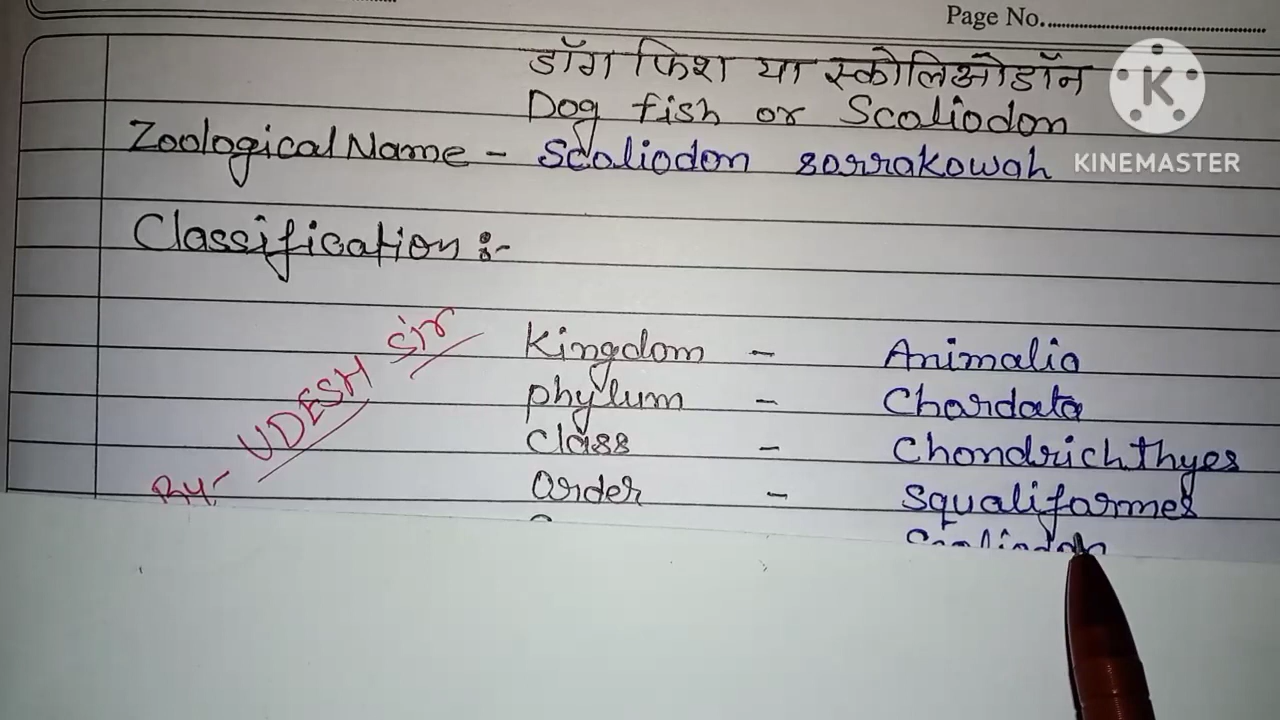 Page No.
डॉग फिश या स्कोलिओडॉन
Dog fish or Scoliodon
Zoological Name - Scoliodon sorrakowah
Classification :-
Kingdom - Animalia
phylum - Chardata
Class - Chondrichthyes
Order - Squalifarmes
By:- UDESH Sir
K
KINEMASTER